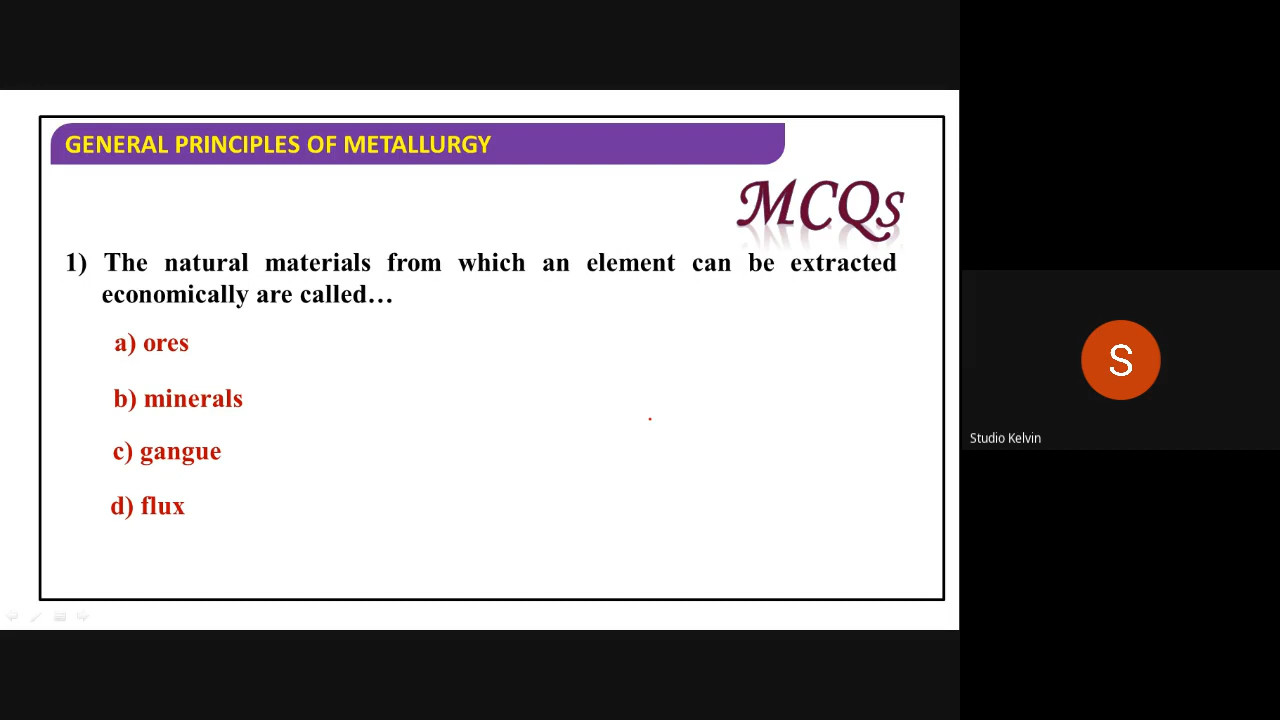 GENERAL PRINCIPLES OF METALLURGY
MCQs
1) The natural materials from which an element can be extracted
economically are called…
a) ores
b) minerals
c) gangue
d) flux
S
Studio Kelvin